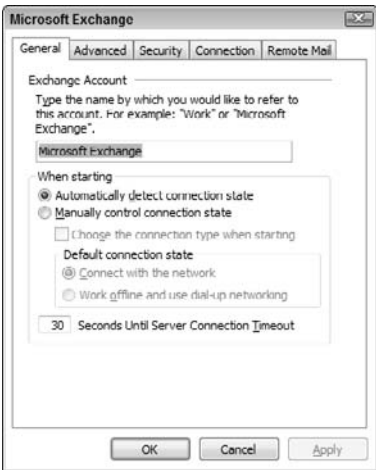 Microsoft Exchange
General Advanced Security Connection Remote Mail
Exchange Account
Type the name by which you would like to refer to
this account. For example: "Work" or "Microsoft
Exchange".
Microsoft Exchange
When starting
Automatically detect connection state
Manually control connection state
Choose the connection type when starting
Default connection state
Connect with the network
Work offline and use dial-up networking
30 Seconds Until Server Connection Timeout
OK Cancel Apply